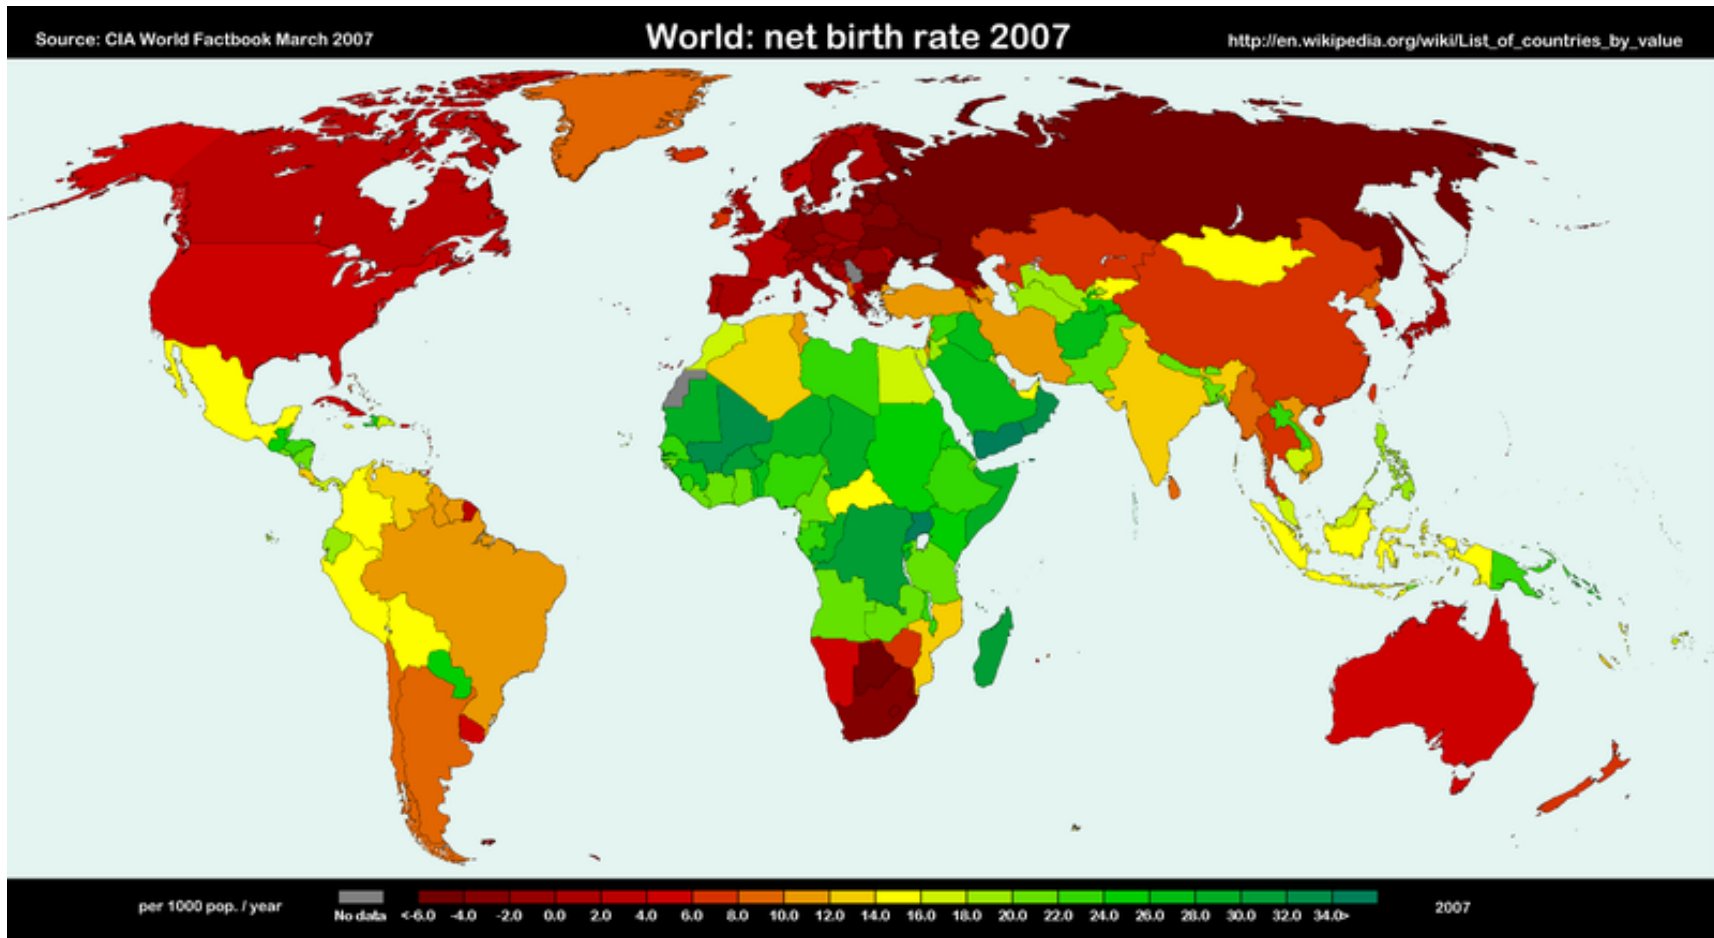 Source: CIA World Factbook March 2007
World: net birth rate 2007
http://en.wikipedia.org/wiki/List_of_countries_by_value
per 1000 pop. / year
No data
<-6.0 -4.0 -2.0 0.0 2.0 4.0 6.0 8.0 10.0 12.0 14.0 16.0 18.0 20.0 22.0 24.0 26.0 28.0 30.0 32.0 34.0>
2007